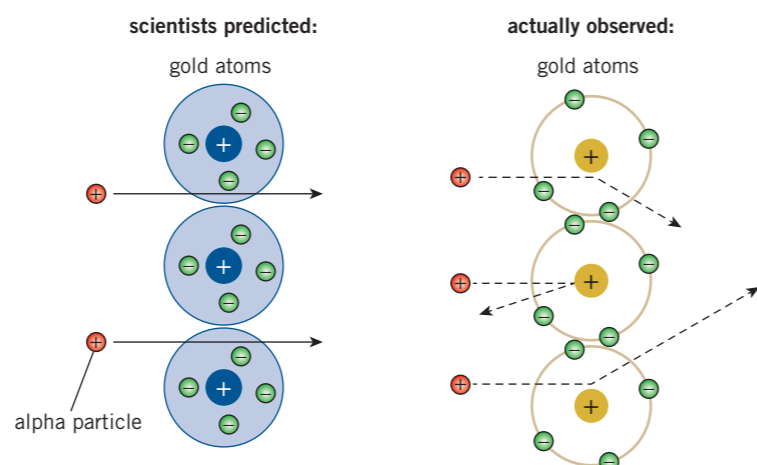 scientists predicted:
gold atoms
+
+
+
+
+
alpha particle
actually observed:
gold atoms
+
+
+
+
+
+